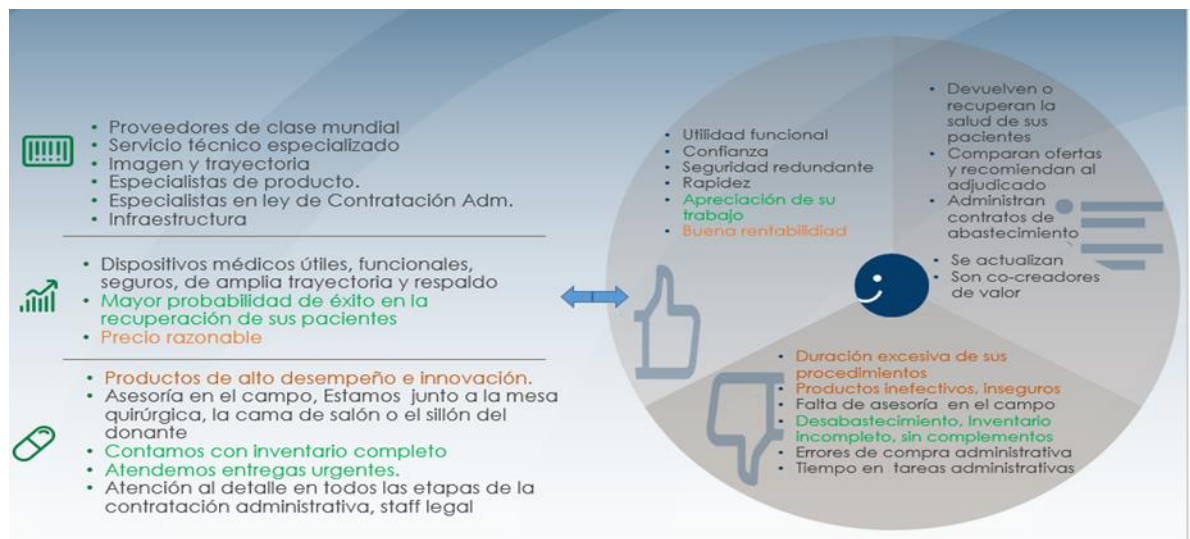 • Proveedores de clase mundial
• Servicio técnico especializado
• Imagen y trayectoria
• Especialistas de producto.
• Especialistas en ley de Contratación Adm.
• Infraestructura
• Dispositivos médicos útiles, funcionales,
seguros, de amplia trayectoria y respaldo
• Mayor probabilidad de éxito en la
recuperación de sus pacientes
• Precio razonable
• Productos de alto desempeño e innovación.
• Asesoría en el campo, Estamos junto a la mesa
quirúrgica, la cama de salón o el sillón del
donante
• Contamos con inventario completo
• Atendemos entregas urgentes.
• Atención al detalle en todos las etapas de la
contratación administrativa, staff legal
• Utilidad funcional
• Confianza
• Seguridad redundante
• Rapidez
• Apreciación de su
trabajo
• Buena rentabilidiad
• Devuelven o
recuperan la
salud de sus
pacientes
• Comparan ofertas
y recomiendan al
adjudicado
• Administran
contratos de
abastecimiento
• Se actualizan
• Son co-creadores
de valor
• Duración excesiva de sus
procedimientos
• Productos inefectivos, inseguros
• Falta de asesoría en el campo
• Desabastecimiento, Inventario
incompleto, sin complementos
• Errores de compra administrativa
• Tiempo en tareas administrativas